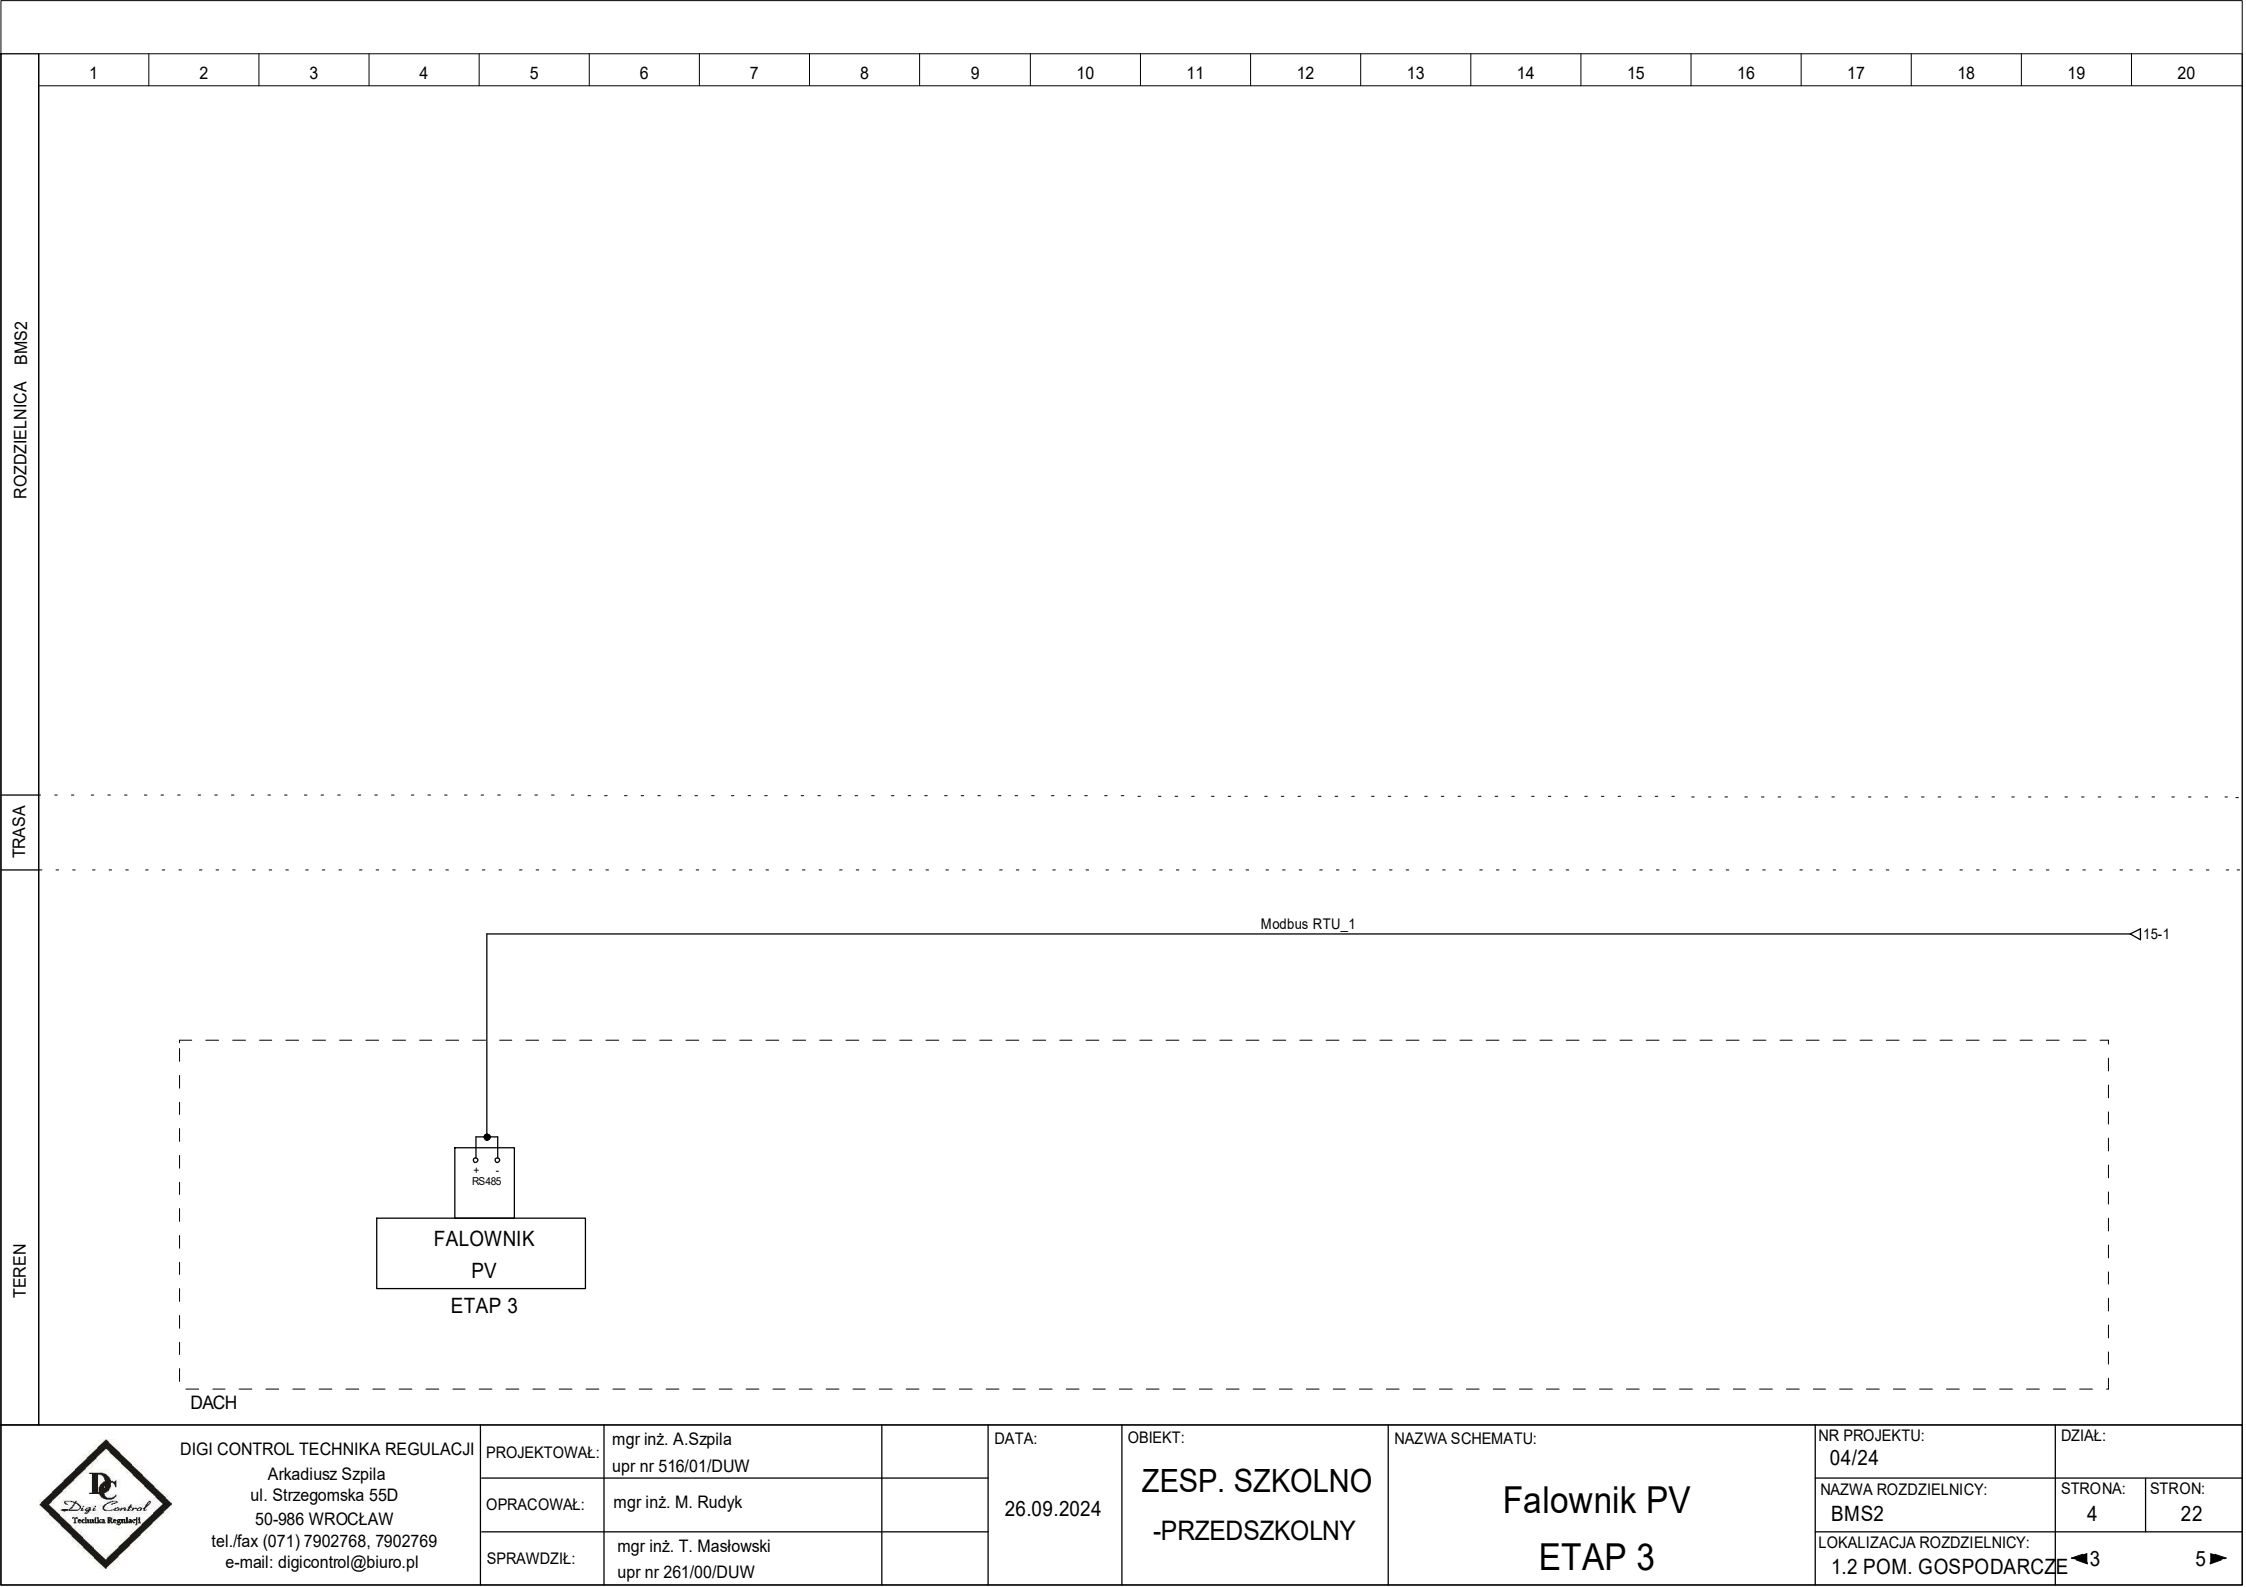 1 2 3 4 5 6 7 8 9 10 11 12 13 14 15 16 17 18 19 20
ROZDZIELNICA BMS2
TRASA
TEREN
Modbus RTU_1
15-1
+ -
RS485
FALOWNIK
PV
ETAP 3
DACH
DC
Digi Control
Technika Regulacji
DIGI CONTROL TECHNIKA REGULACJI
Arkadiusz Szpila
ul. Strzegomska 55D
50-986 WROCŁAW
tel./fax (071) 7902768, 7902769
e-mail: digicontrol@biuro.pl
PROJEKTOWAŁ:
mgr inż. A.Szpila
upr nr 516/01/DUW
OPRACOWAŁ:
mgr inż. M. Rudyk
SPRAWDZIŁ:
mgr inż. T. Masłowski
upr nr 261/00/DUW
DATA:
26.09.2024
OBIEKT:
ZESP. SZKOLNO
-PRZEDSZKOLNY
NAZWA SCHEMATU:
Falownik PV
ETAP 3
NR PROJEKTU:
04/24
DZIAŁ:
NAZWA ROZDZIELNICY:
BMS2
STRONA:
4
STRON:
22
LOKALIZACJA ROZDZIELNICY:
1.2 POM. GOSPODARCZE
◄3
5►